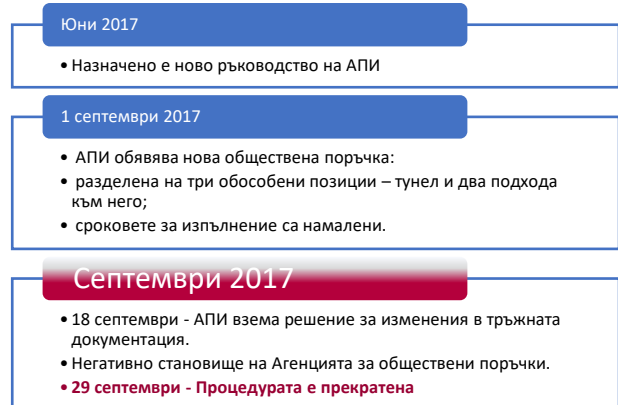 Юни 2017
• Назначено е ново ръководство на АПИ
1 септември 2017
• АПИ обявява нова обществена поръчка:
• разделена на три обособени позиции – тунел и два подхода
към него;
• сроковете за изпълнение са намалени.
Септември 2017
• 18 септември - АПИ взема решение за изменения в тръжната
документация.
• Негативно становище на Агенцията за обществени поръчки.
• 29 септември - Процедурата е прекратена